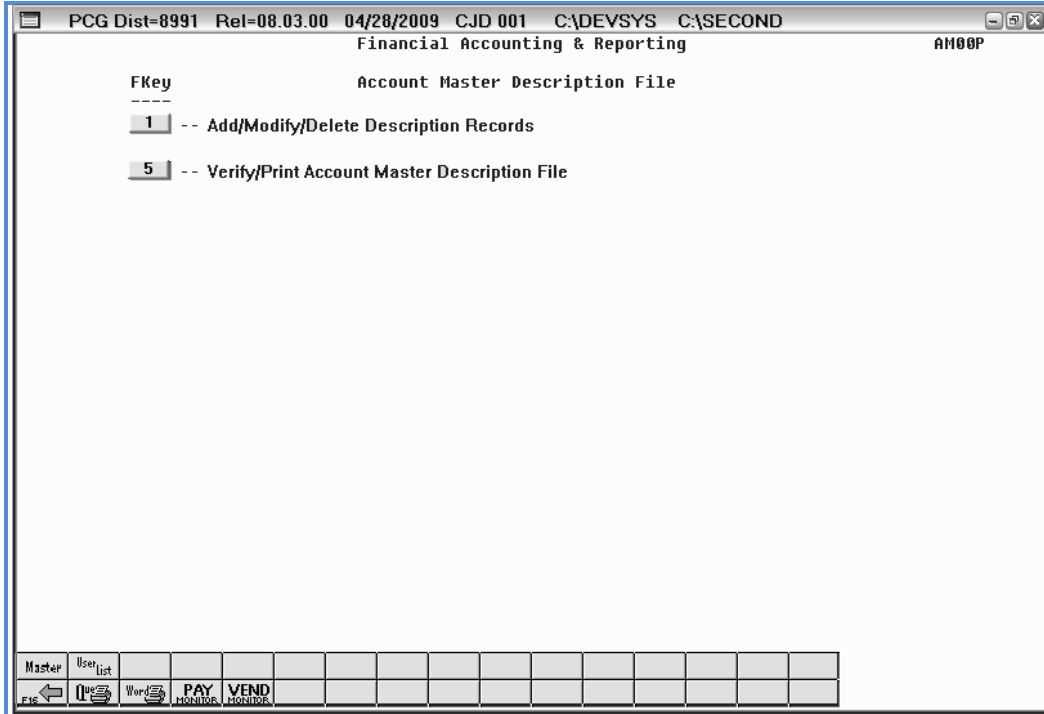 PCG Dist=8991 Rel=08.03.00 04/28/2009 CJD 001 C:\DEVSYS C:\SECOND
Financial Accounting & Reporting AM00P
FKey Account Master Description File
----
1 -- Add/Modify/Delete Description Records
5 -- Verify/Print Account Master Description File
Master User List
F16 Que Word PAY MONITOR VEND MONITOR